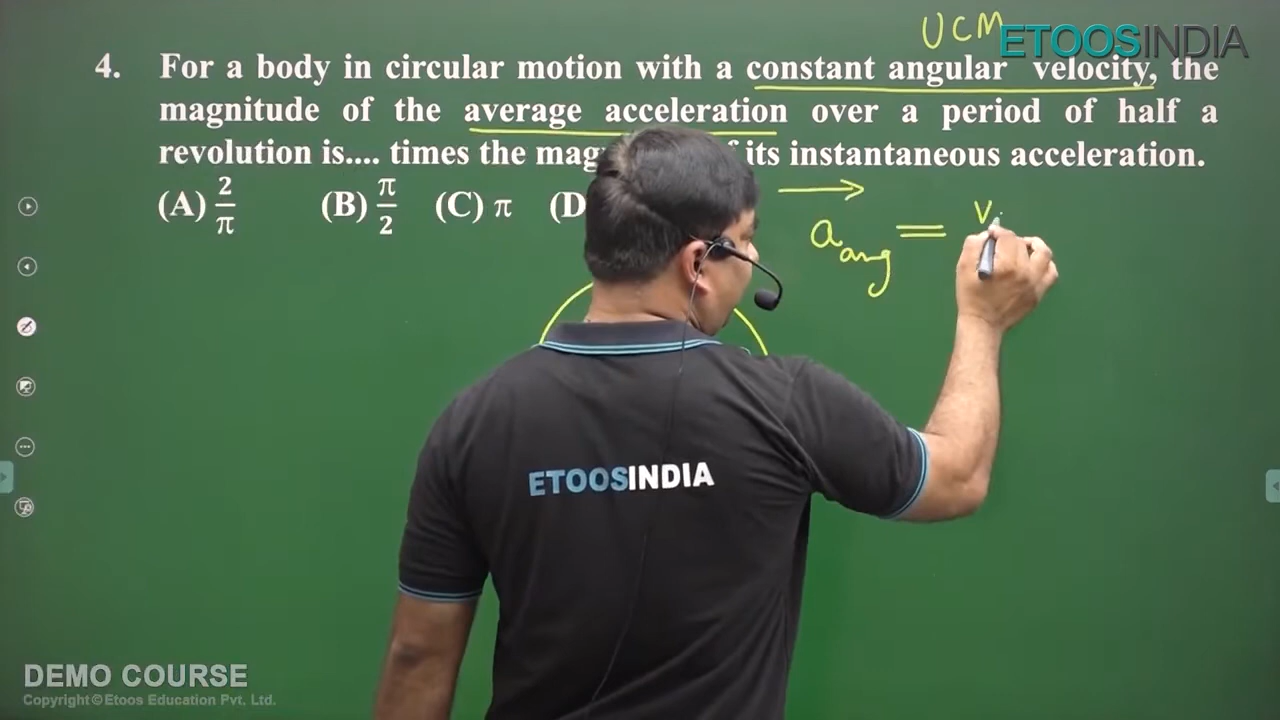 UCM
ETOOSINDIA
4. For a body in circular motion with a constant angular velocity, the
magnitude of the average acceleration over a period of half a
revolution is.... times the mag its instantaneous acceleration.
(A) 2/π (B) π/2 (C) π (D
a avg = v
ETOOSINDIA
DEMO COURSE
Copyright © Etoos Education Pvt. Ltd.